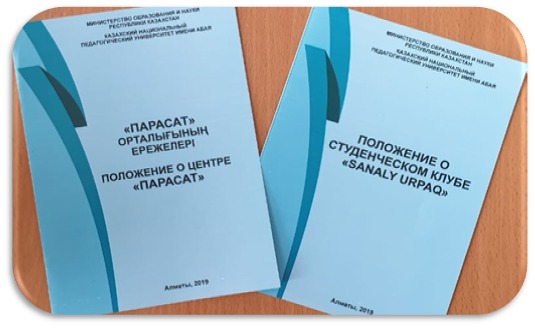 МИНИСТЕРСТВО ОБРАЗОВАНИЯ И НАУКИ
РЕСПУБЛИКИ КАЗАХСТАН
КАЗАХСКИЙ НАЦИОНАЛЬНЫЙ
ПЕДАГОГИЧЕСКИЙ УНИВЕРСИТЕТ ИМЕНИ АБАЯ
«ПАРАСАТ»
ОРТАЛЫҒЫНЫҢ
ЕРЕЖЕЛЕРІ
ПОЛОЖЕНИЕ О ЦЕНТРЕ
«ПАРАСАТ»
Алматы, 2019
МИНИСТЕРСТВО ОБРАЗОВАНИЯ И НАУКИ
РЕСПУБЛИКИ КАЗАХСТАН
КАЗАХСКИЙ НАЦИОНАЛЬНЫЙ
ПЕДАГОГИЧЕСКИЙ УНИВЕРСИТЕТ ИМЕНИ АБАЯ
ПОЛОЖЕНИЕ О
СТУДЕНЧЕСКОМ КЛУБЕ
«SANALY URPAQ»
Алматы, 2019